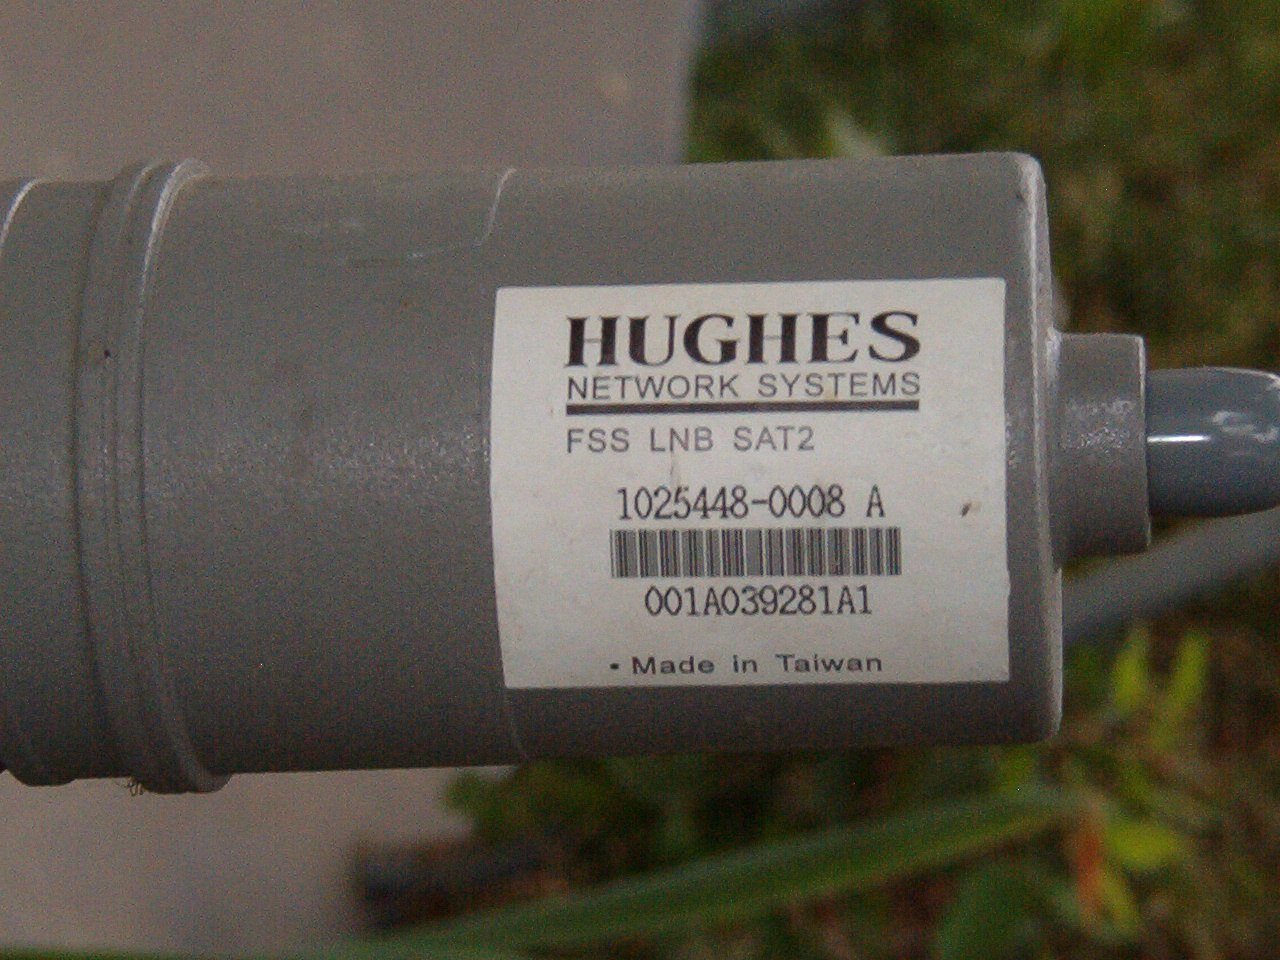 HUGHES
NETWORK SYSTEMS
FSS LNB SAT2
1025448-0008 A
001A039281A1
• Made in Taiwan